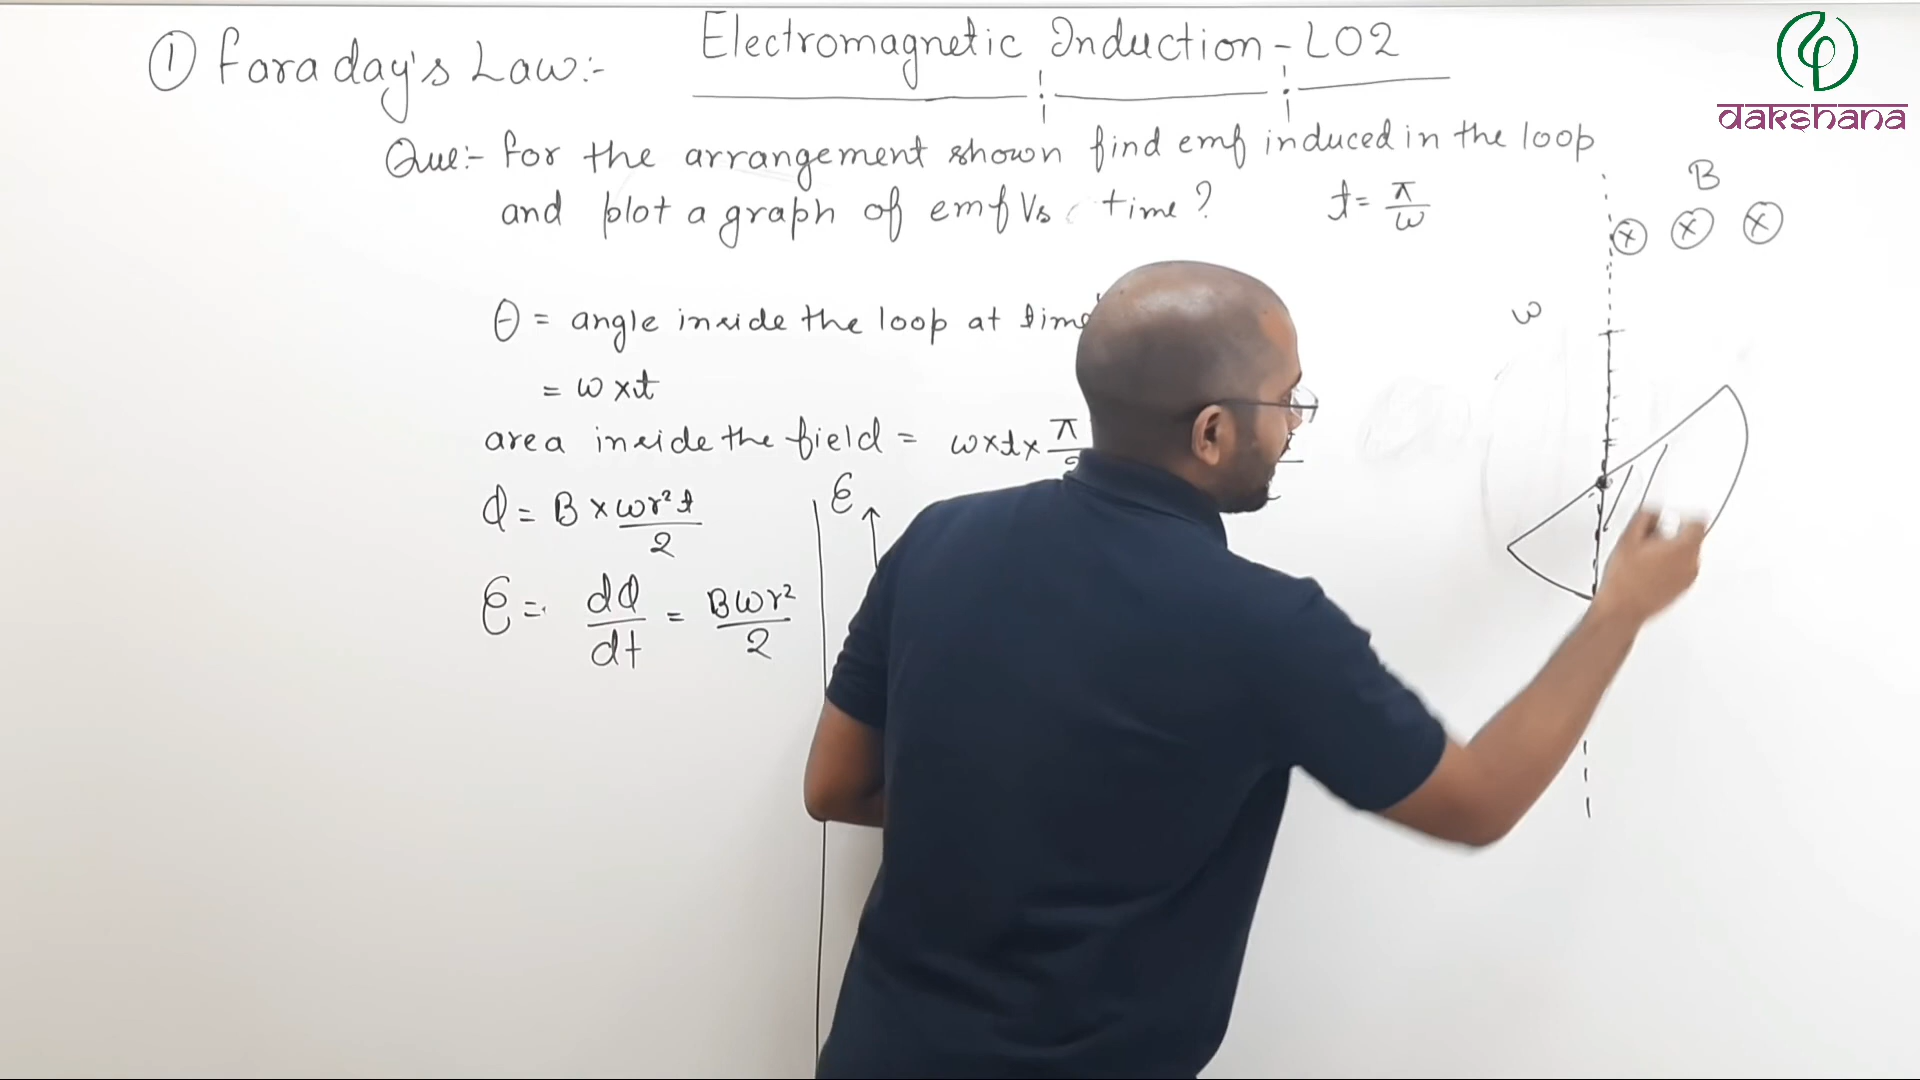 ① Faraday's Law:-
Electromagnetic Induction - L02
dakshana
Que:- for the arrangement shown find emf induced in the loop
and plot a graph of emf Vs time?
t = π/ω
B
ⓧ ⓧ ⓧ
ω
θ = angle inside the loop at time
= ω x t
area inside the field = ω x t x π
ϕ = B x ωr²t/2
ε
ε = dϕ/dt = Bωr²/2